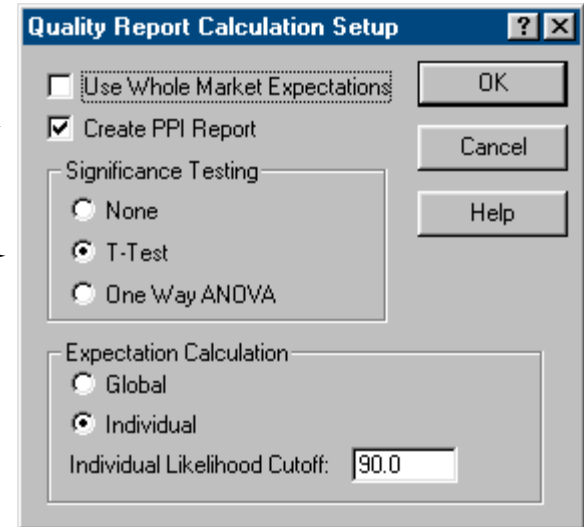 Quality Report Calculation Setup
Use Whole Market Expectations
OK
Create PPI Report
Cancel
Significance Testing
None
Help
T-Test
One Way ANOVA
Expectation Calculation
Global
Individual
Individual Likelihood Cutoff: 90.0